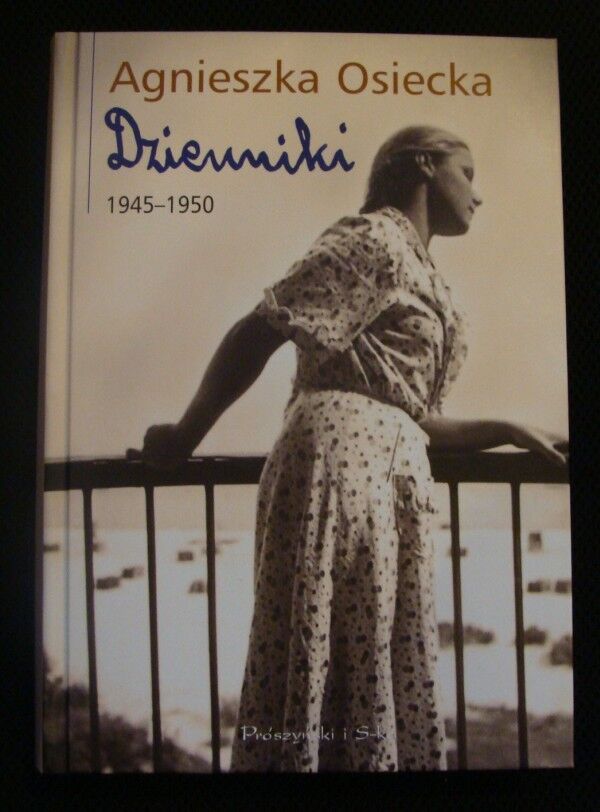 Agnieszka Osiecka
Dzienniki
1945–1950
Prószyński i S-ka